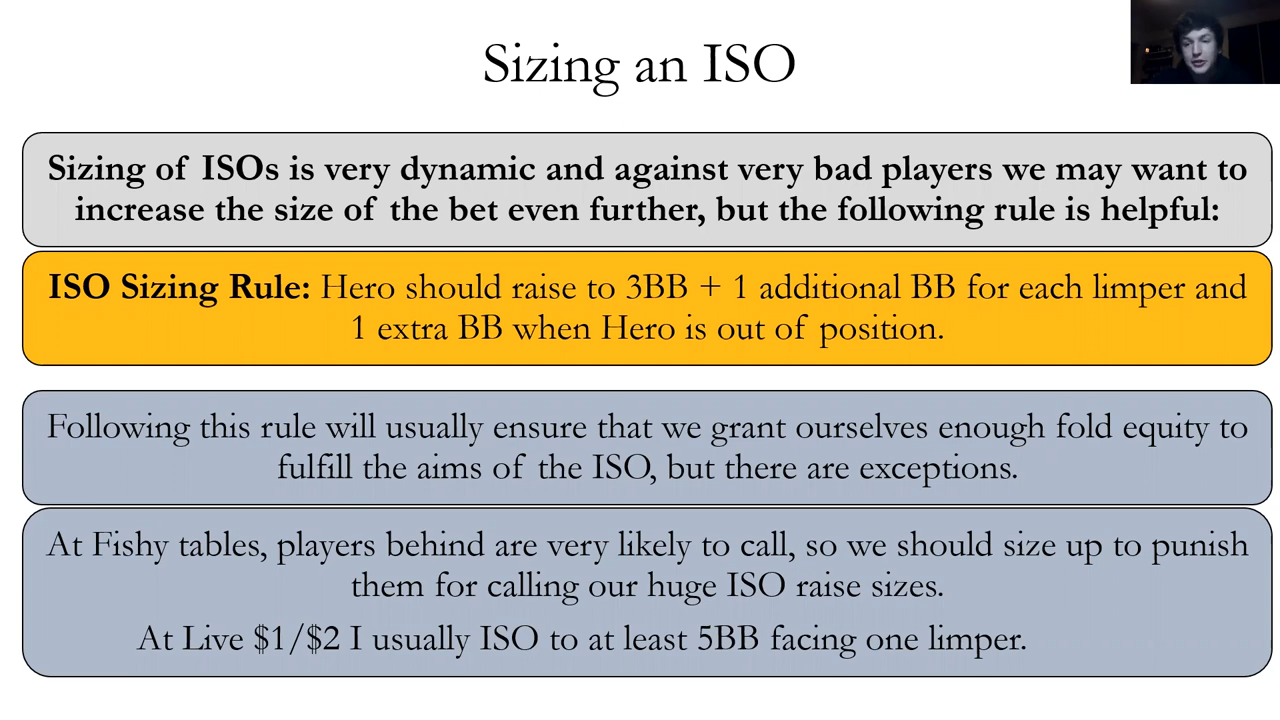 Sizing an ISO
Sizing of ISOs is very dynamic and against very bad players we may want to
increase the size of the bet even further, but the following rule is helpful:
ISO Sizing Rule: Hero should raise to 3BB + 1 additional BB for each limper and
1 extra BB when Hero is out of position.
Following this rule will usually ensure that we grant ourselves enough fold equity to
fulfill the aims of the ISO, but there are exceptions.
At Fishy tables, players behind are very likely to call, so we should size up to punish
them for calling our huge ISO raise sizes.
At Live $1/$2 I usually ISO to at least 5BB facing one limper.